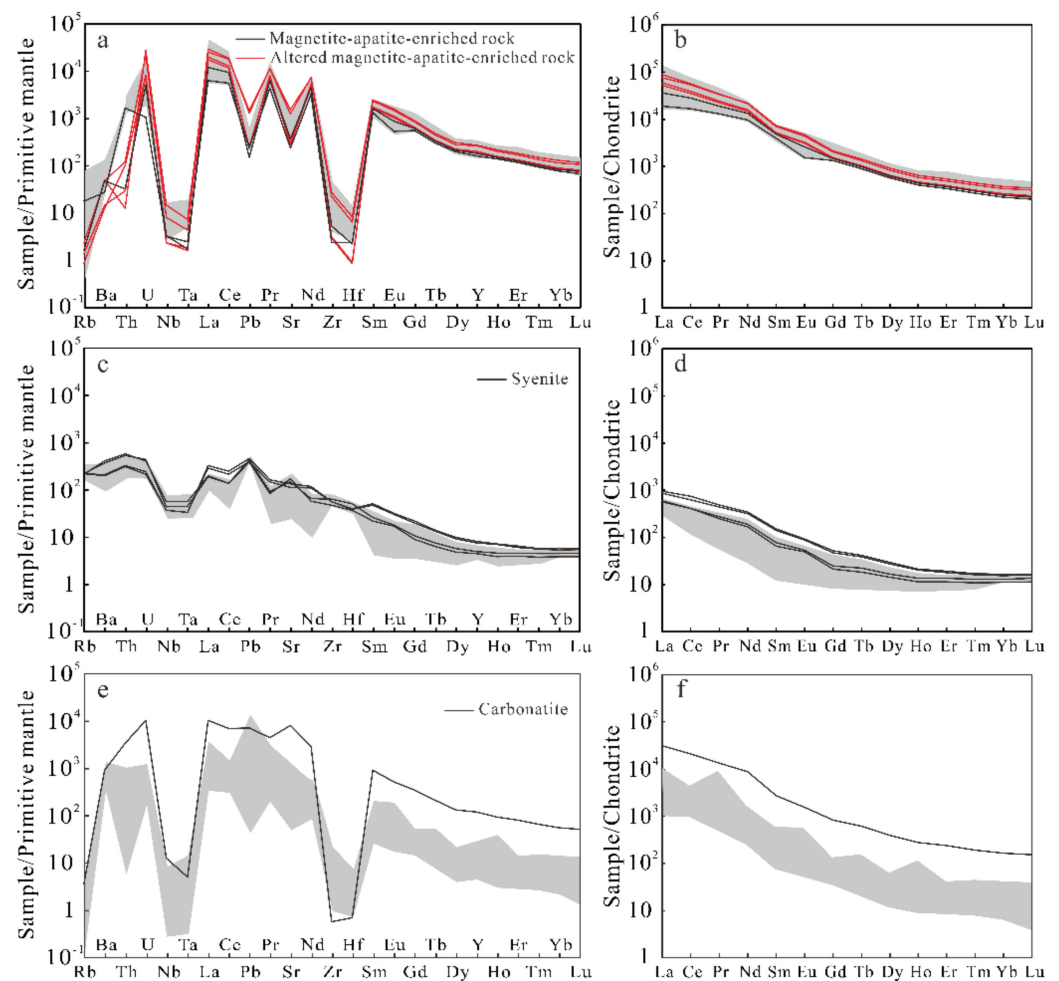 a
Magnetite-apatite-enriched rock
Altered magnetite-apatite-enriched rock
Sample/Primitive mantle
10^5
10^4
10^3
10^2
10
1
10^-1
Ba U Ta Ce Pr Nd Hf Eu Tb Y Er Yb
Rb Th Nb La Pb Sr Zr Sm Gd Dy Ho Tm Lu
b
Sample/Chondrite
10^6
10^5
10^4
10^3
10^2
10
1
La Ce Pr Nd Sm Eu Gd Tb Dy Ho Er Tm Yb Lu
c
Syenite
Sample/Primitive mantle
10^5
10^4
10^3
10^2
10
1
10^-1
Ba U Ta Ce Pr Nd Hf Eu Tb Y Er Yb
Rb Th Nb La Pb Sr Zr Sm Gd Dy Ho Tm Lu
d
Sample/Chondrite
10^6
10^5
10^4
10^3
10^2
10
1
La Ce Pr Nd Sm Eu Gd Tb Dy Ho Er Tm Yb Lu
e
Carbonatite
Sample/Primitive mantle
10^5
10^4
10^3
10^2
10
1
10^-1
Ba U Ta Ce Pr Nd Hf Eu Tb Y Er Yb
Rb Th Nb La Pb Sr Zr Sm Gd Dy Ho Tm Lu
f
Sample/Chondrite
10^6
10^5
10^4
10^3
10^2
10
1
La Ce Pr Nd Sm Eu Gd Tb Dy Ho Er Tm Yb Lu